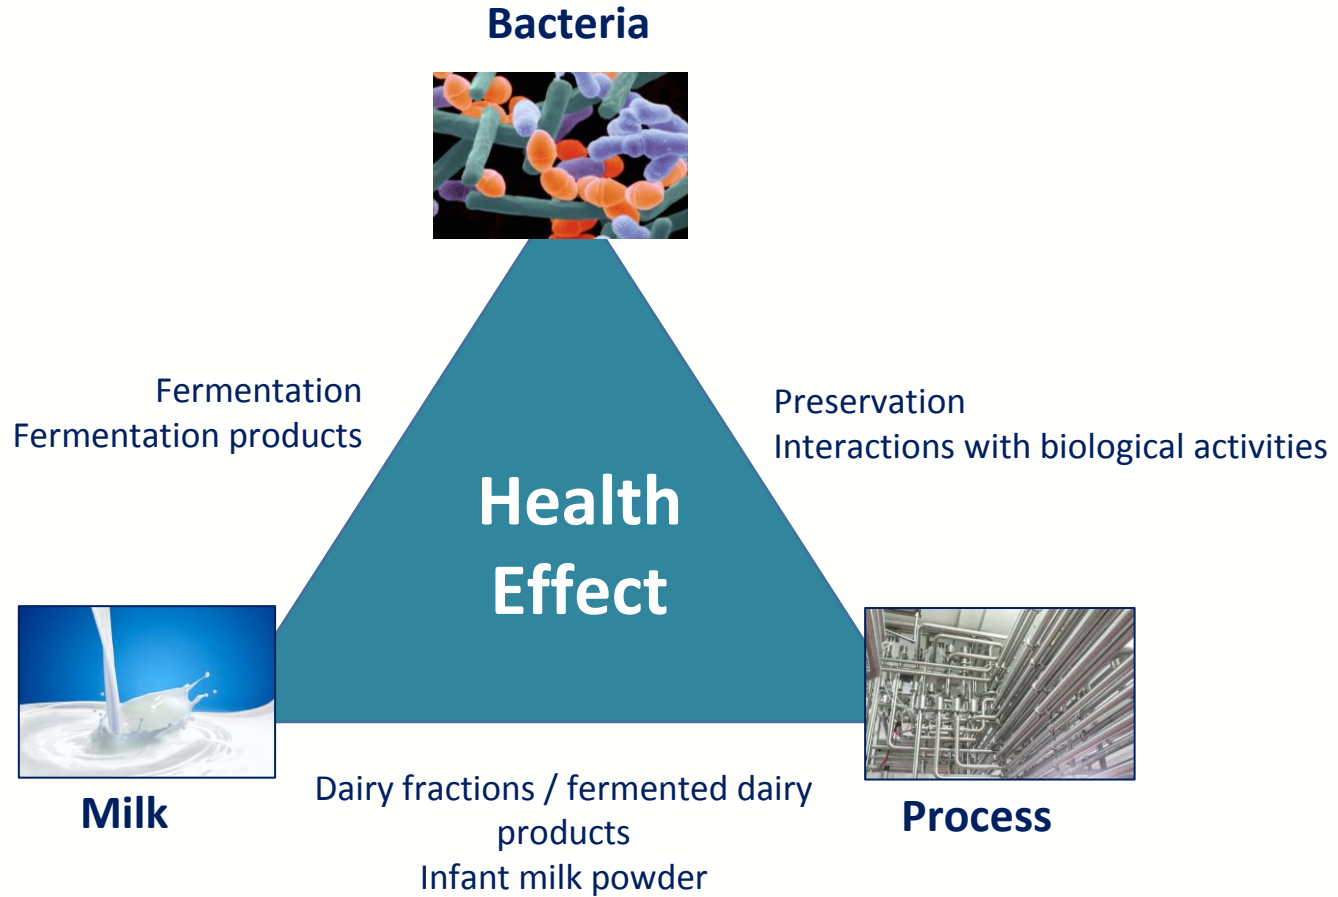 Bacteria
Fermentation
Fermentation products
Preservation
Interactions with biological activities
Health
Effect
Milk
Dairy fractions / fermented dairy
products
Infant milk powder
Process